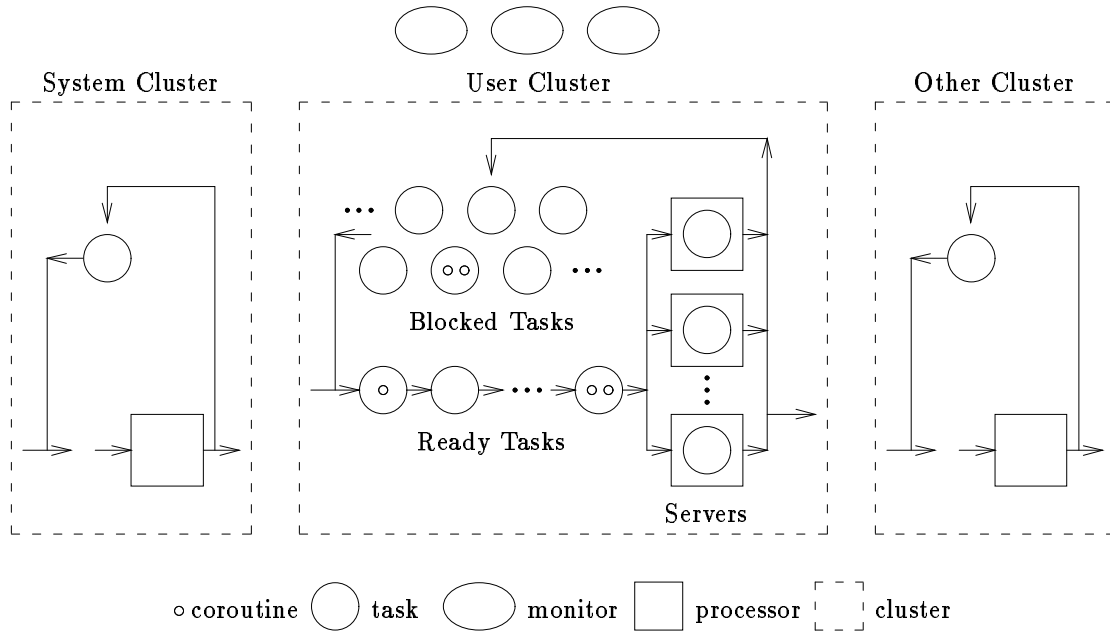 System Cluster
User Cluster
Other Cluster
Blocked Tasks
Ready Tasks
Servers
coroutine task monitor processor cluster